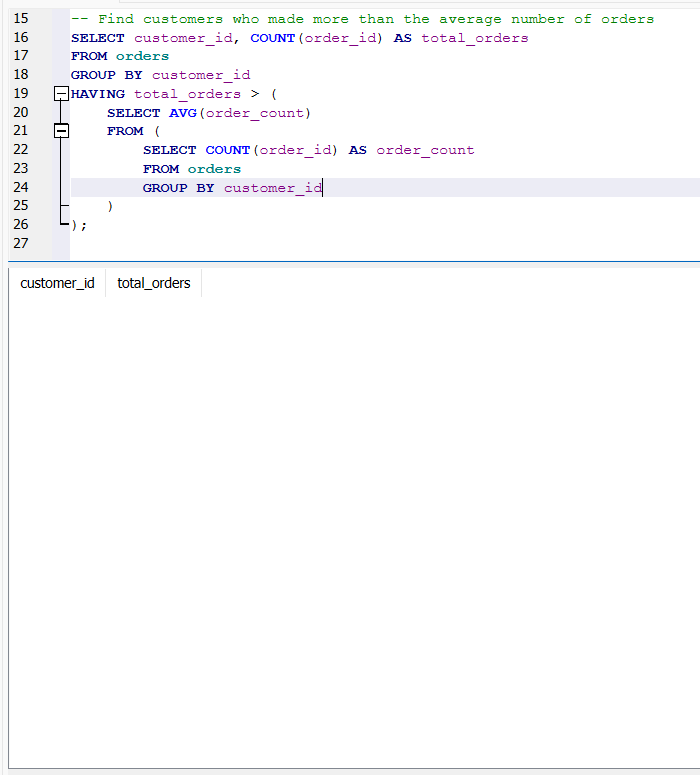 15 -- Find customers who made more than the average number of orders
16 SELECT customer_id, COUNT(order_id) AS total_orders
17 FROM orders
18 GROUP BY customer_id
19 HAVING total_orders > (
20 SELECT AVG(order_count)
21 FROM (
22 SELECT COUNT(order_id) AS order_count
23 FROM orders
24 GROUP BY customer_id
25 )
26 );
27
customer_id total_orders